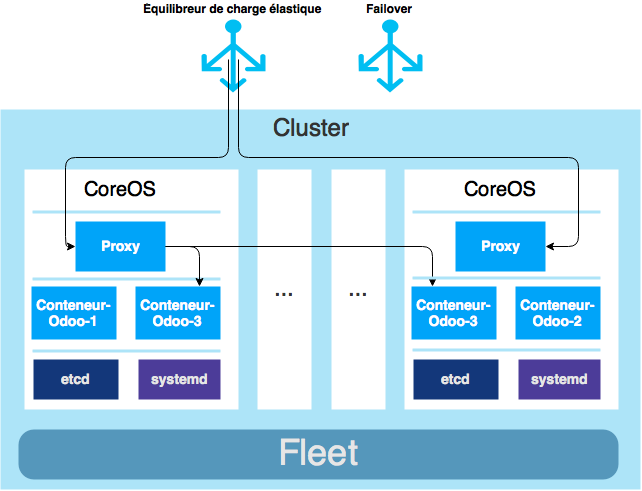 Équilibreur de charge élastique
Failover
Cluster
CoreOS
CoreOS
Proxy
Proxy
Conteneur-
Odoo-1
Conteneur-
Odoo-3
...
...
Conteneur-
Odoo-3
Conteneur-
Odoo-2
etcd
systemd
etcd
systemd
Fleet